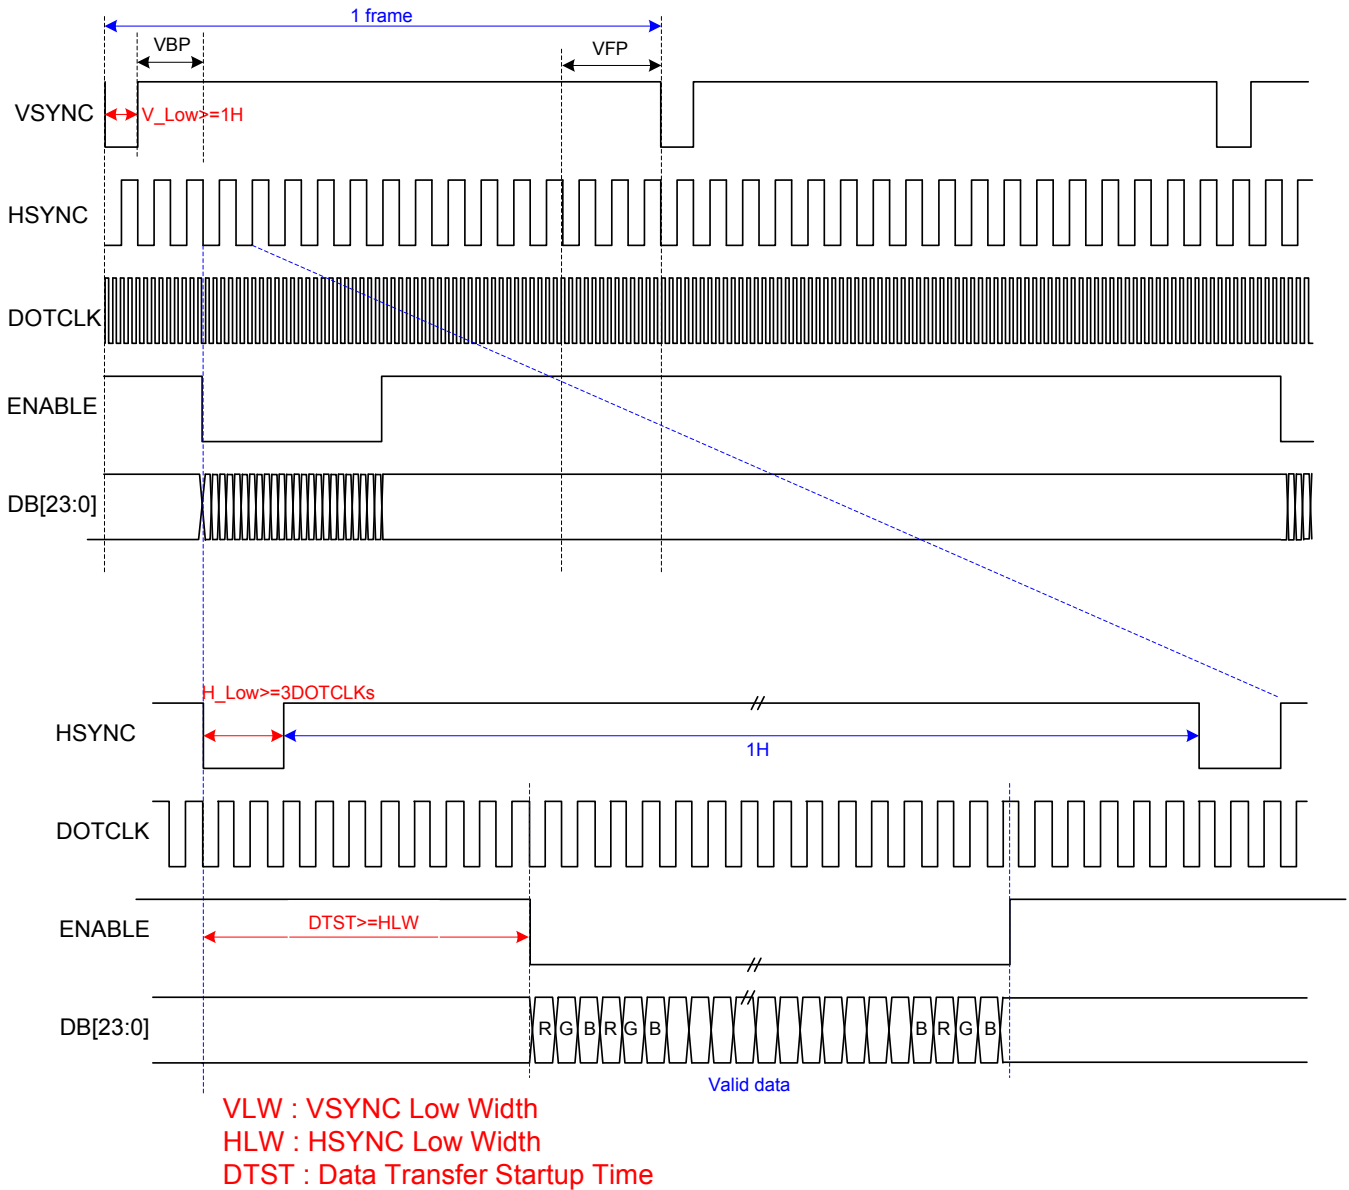 1 frame
VBP
VFP
VSYNC
V_Low>=1H
HSYNC
DOTCLK
ENABLE
DB[23:0]
H_Low>=3DOTCLKs
HSYNC
1H
DOTCLK
ENABLE
DTST>=HLW
DB[23:0]
R G B R G B B R G B
Valid data
VLW : VSYNC Low Width
HLW : HSYNC Low Width
DTST : Data Transfer Startup Time